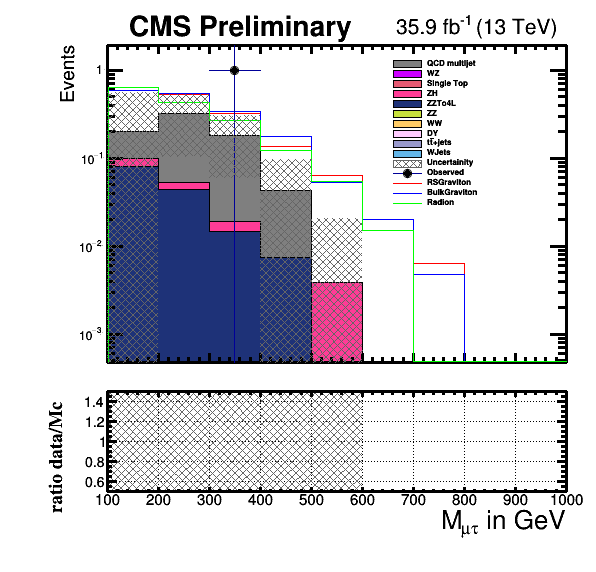 CMS Preliminary 35.9 fb⁻¹ (13 TeV)
Events
1
10⁻¹
10⁻²
10⁻³
QCD multijet
WZ
Single Top
ZH
ZZTo4L
ZZ
WW
DY
tt̄+jets
WJets
Uncertainity
Observed
RSGraviton
BulkGraviton
Radion
ratio data/Mc
1.4
1.2
1
0.8
0.6
100 200 300 400 500 600 700 800 900 1000
Mμτ in GeV